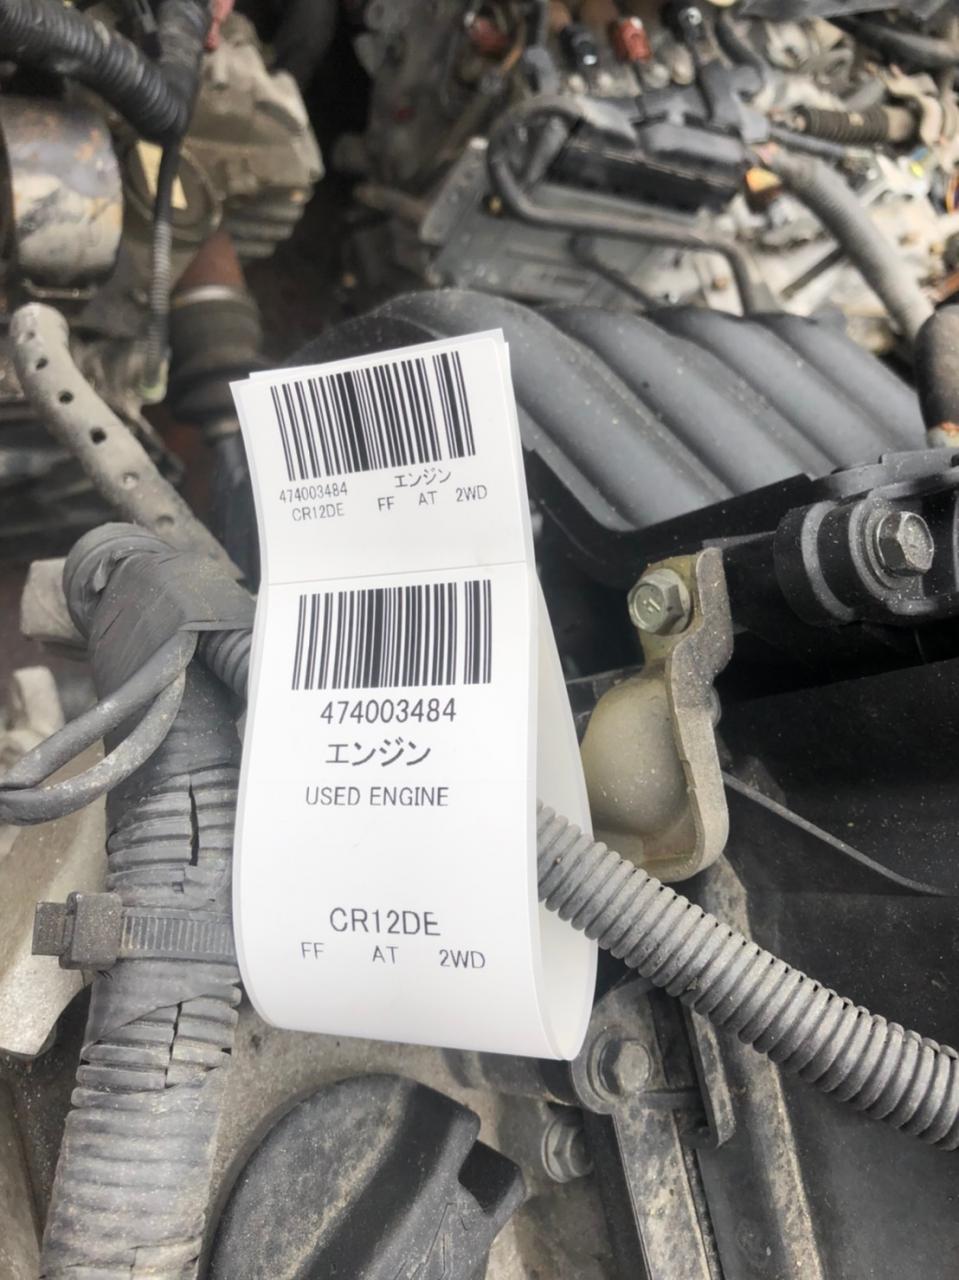 474003484 エンジン
CR12DE FF AT 2WD
474003484
エンジン
USED ENGINE
CR12DE
FF AT 2WD